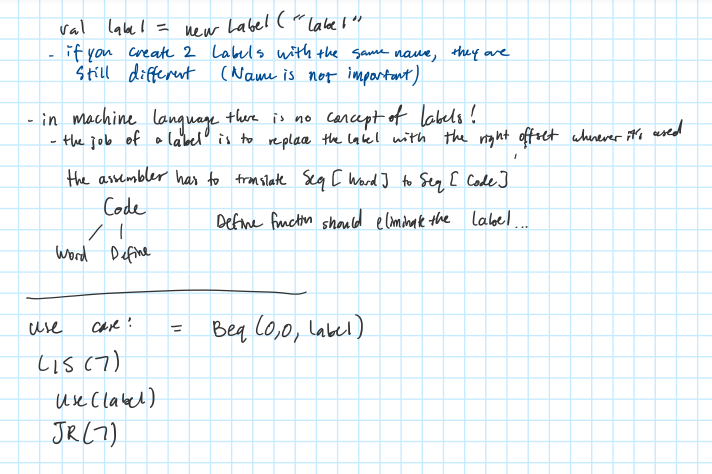 val label = new Label ( "Label"
- if you create 2 Labels with the same name, they are
still different (Name is not important)
- in machine language there is no concept of labels!
- the job of a label is to replace the label with the right offset whenever it's used
the assembler has to translate Seq [ Word ] to Seq [ Code ]
Code
Define function should eliminate the Label...
Word Define
use case: = Beq (0,0, label)
LIS (7)
Use (label)
JR (7)